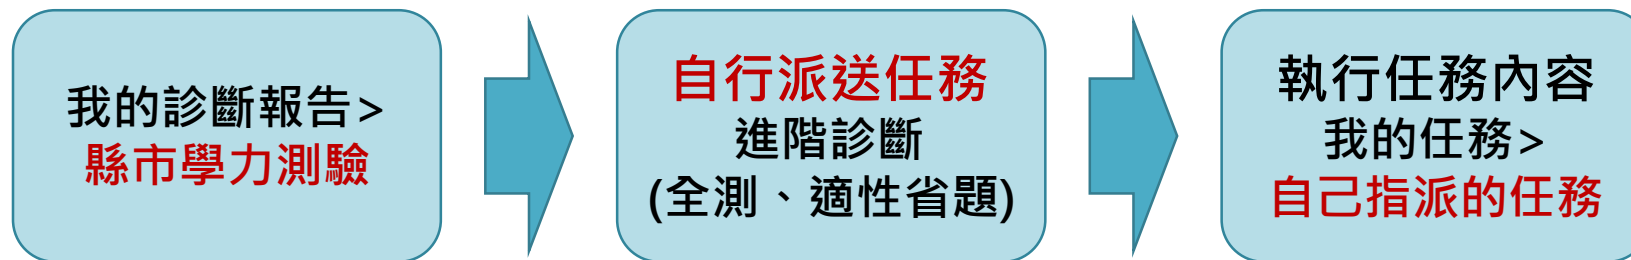 我的診斷報告>
縣市學力測驗
自行派送任務
進階診斷
(全測、適性省題)
執行任務內容
我的任務>
自己指派的任務